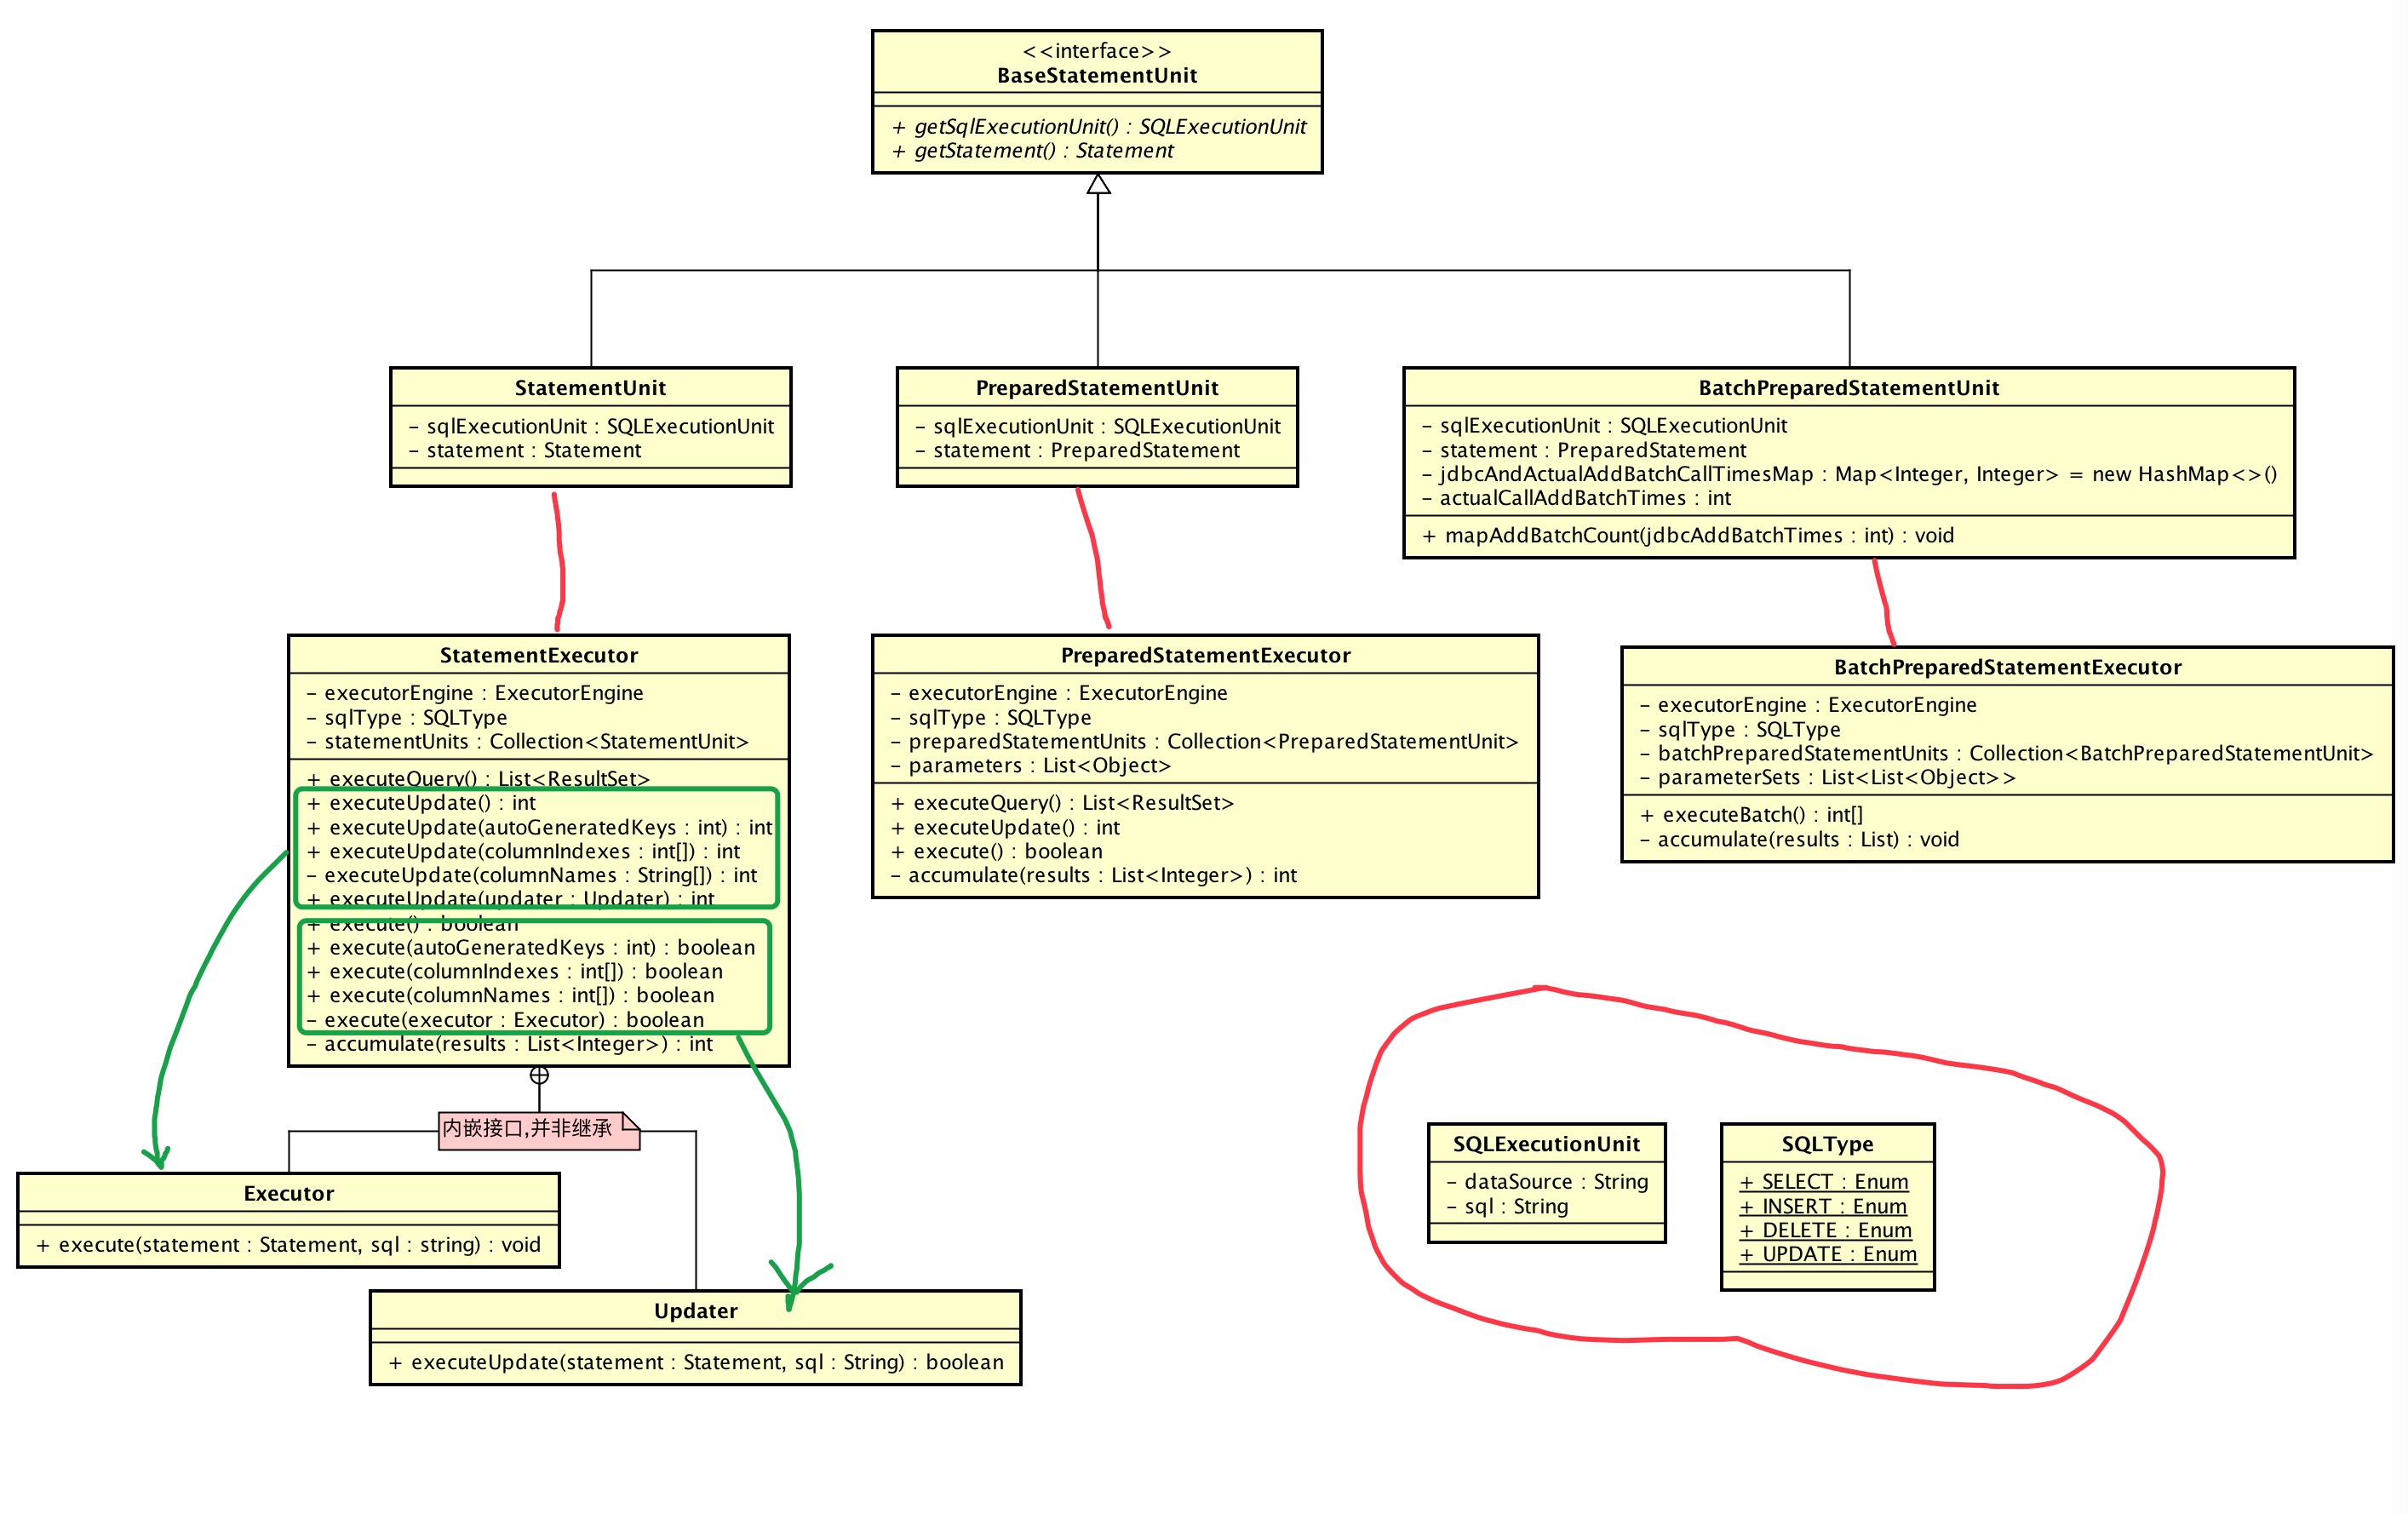 <<interface>>
BaseStatementUnit
+ getSqlExecutionUnit() : SQLExecutionUnit
+ getStatement() : Statement
StatementUnit
− sqlExecutionUnit : SQLExecutionUnit
− statement : Statement
PreparedStatementUnit
− sqlExecutionUnit : SQLExecutionUnit
− statement : PreparedStatement
BatchPreparedStatementUnit
− sqlExecutionUnit : SQLExecutionUnit
− statement : PreparedStatement
− jdbcAndActualAddBatchCallTimesMap : Map<Integer, Integer> = new HashMap<>()
− actualCallAddBatchTimes : int
+ mapAddBatchCount(jdbcAddBatchTimes : int) : void
StatementExecutor
− executorEngine : ExecutorEngine
− sqlType : SQLType
− statementUnits : Collection<StatementUnit>
+ executeQuery() : List<ResultSet>
+ executeUpdate() : int
+ executeUpdate(autoGeneratedKeys : int) : int
+ executeUpdate(columnIndexes : int[]) : int
− executeUpdate(columnNames : String[]) : int
+ executeUpdate(updater : Updater) : int
+ execute() : boolean
+ execute(autoGeneratedKeys : int) : boolean
+ execute(columnIndexes : int[]) : boolean
+ execute(columnNames : int[]) : boolean
− execute(executor : Executor) : boolean
− accumulate(results : List<Integer>) : int
PreparedStatementExecutor
− executorEngine : ExecutorEngine
− sqlType : SQLType
− preparedStatementUnits : Collection<PreparedStatementUnit>
− parameters : List<Object>
+ executeQuery() : List<ResultSet>
+ executeUpdate() : int
+ execute() : boolean
− accumulate(results : List<Integer>) : int
BatchPreparedStatementExecutor
− executorEngine : ExecutorEngine
− sqlType : SQLType
− batchPreparedStatementUnits : Collection<BatchPreparedStatementUnit>
− parameterSets : List<List<Object>>
+ executeBatch() : int[]
− accumulate(results : List) : void
内嵌接口,并非继承
Executor
+ execute(statement : Statement, sql : string) : void
Updater
+ executeUpdate(statement : Statement, sql : String) : boolean
SQLExecutionUnit
− dataSource : String
− sql : String
SQLType
+ SELECT : Enum
+ INSERT : Enum
+ DELETE : Enum
+ UPDATE : Enum